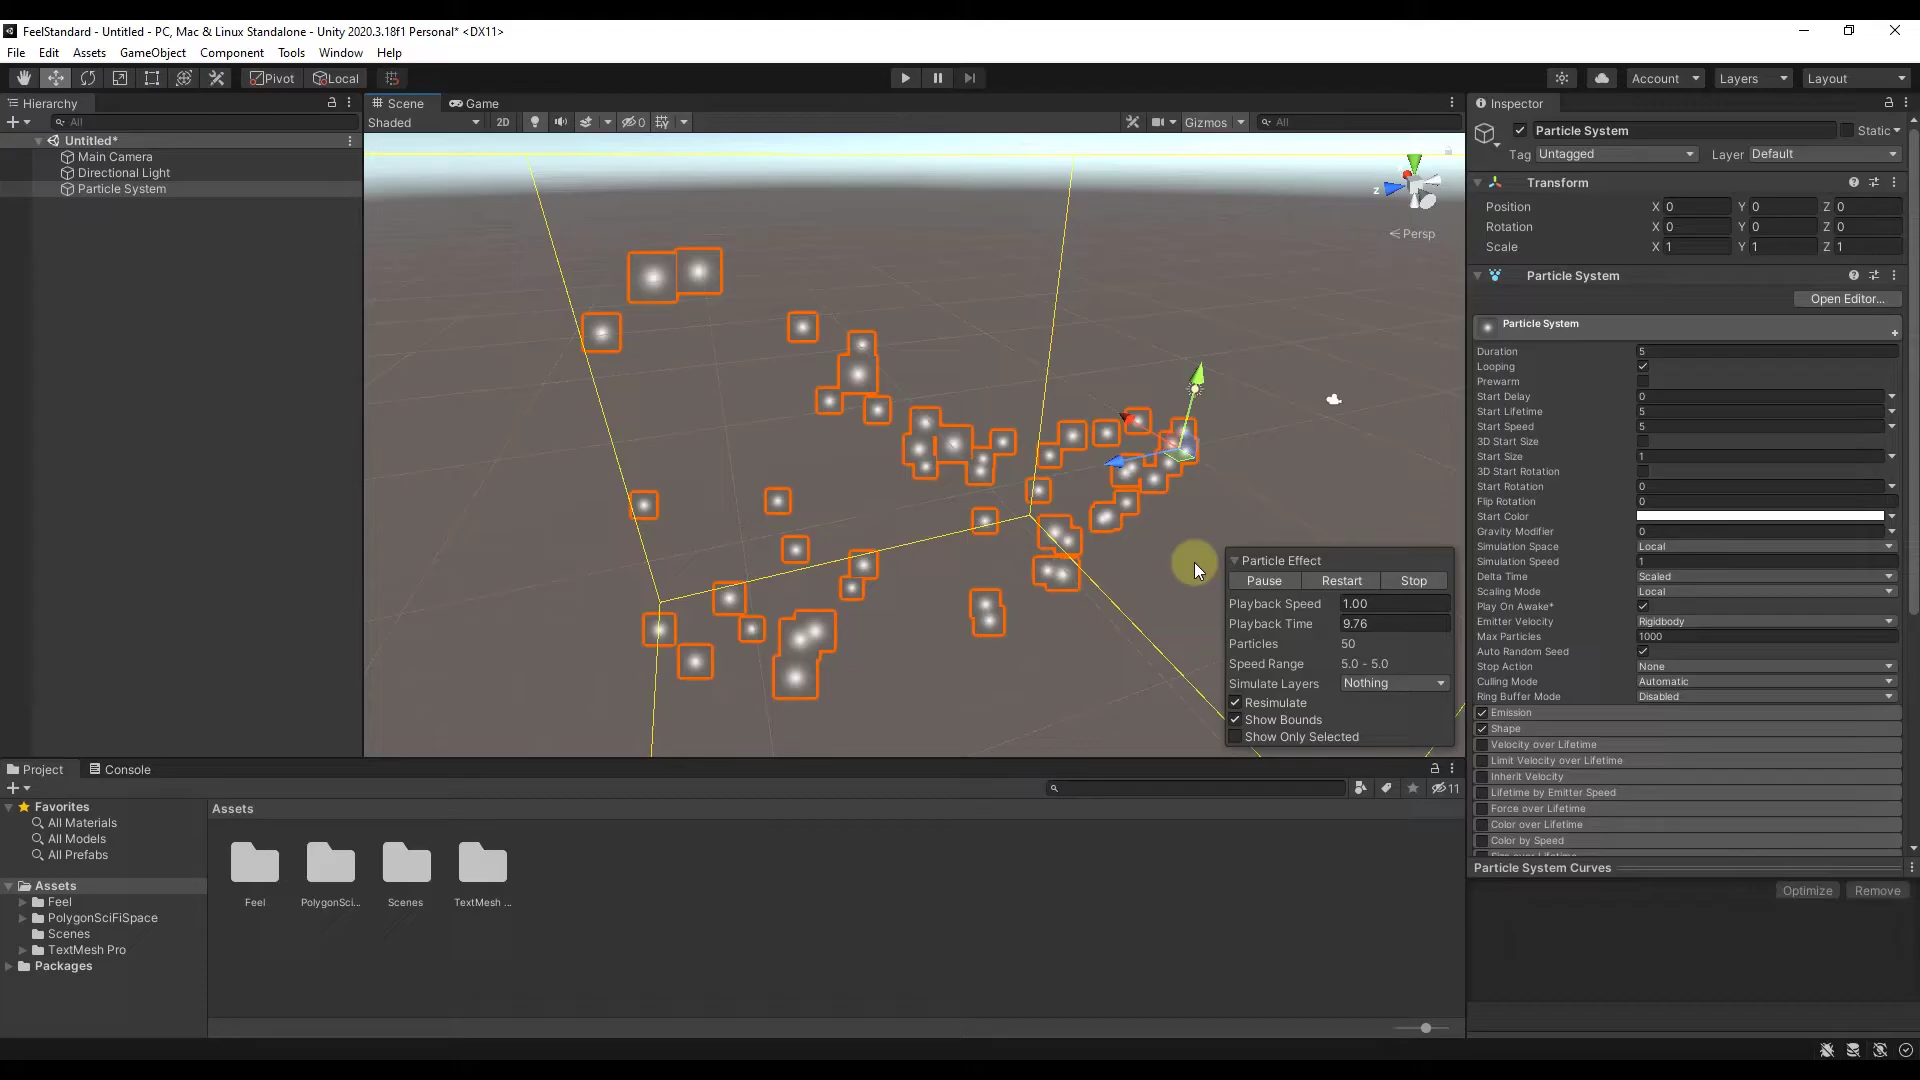 FeelStandard - Untitled - PC, Mac & Linux Standalone - Unity 2020.3.18f1 Personal* <DX11>
File Edit Assets GameObject Component Tools Window Help
Pivot Local Account Layers Layout
Hierarchy
All
Untitled*
Main Camera
Directional Light
Particle System
Scene Game
Shaded 2D 0 Gizmos All
z
Persp
Particle Effect
Pause Restart Stop
Playback Speed 1.00
Playback Time 9.76
Particles 50
Speed Range 5.0 - 5.0
Simulate Layers Nothing
Resimulate
Show Bounds
Show Only Selected
Inspector
Particle System Static
Tag Untagged Layer Default
Transform
Position X 0 Y 0 Z 0
Rotation X 0 Y 0 Z 0
Scale X 1 Y 1 Z 1
Particle System
Open Editor...
Particle System
Duration 5
Looping
Prewarm
Start Delay 0
Start Lifetime 5
Start Speed 5
3D Start Size
Start Size 1
3D Start Rotation
Start Rotation 0
Flip Rotation 0
Start Color
Gravity Modifier 0
Simulation Space Local
Simulation Speed 1
Delta Time Scaled
Scaling Mode Local
Play On Awake*
Emitter Velocity Rigidbody
Max Particles 1000
Auto Random Seed
Stop Action None
Culling Mode Automatic
Ring Buffer Mode Disabled
Emission
Shape
Velocity over Lifetime
Limit Velocity over Lifetime
Inherit Velocity
Lifetime by Emitter Speed
Force over Lifetime
Color over Lifetime
Color by Speed
Size over Lifetime
Particle System Curves
Optimize Remove
Project Console
11
Favorites
All Materials
All Models
All Prefabs
Assets
Feel
PolygonSciFiSpace
Scenes
TextMesh Pro
Packages
Assets
Feel PolygonSci... Scenes TextMesh ...